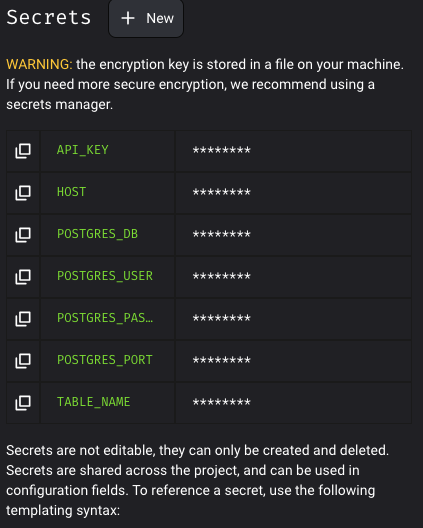 Secrets + New
WARNING: the encryption key is stored in a file on your machine.
If you need more secure encryption, we recommend using a
secrets manager.
API_KEY ********
HOST ********
POSTGRES_DB ********
POSTGRES_USER ********
POSTGRES_PAS… ********
POSTGRES_PORT ********
TABLE_NAME ********
Secrets are not editable, they can only be created and deleted.
Secrets are shared across the project, and can be used in
configuration fields. To reference a secret, use the following
templating syntax: